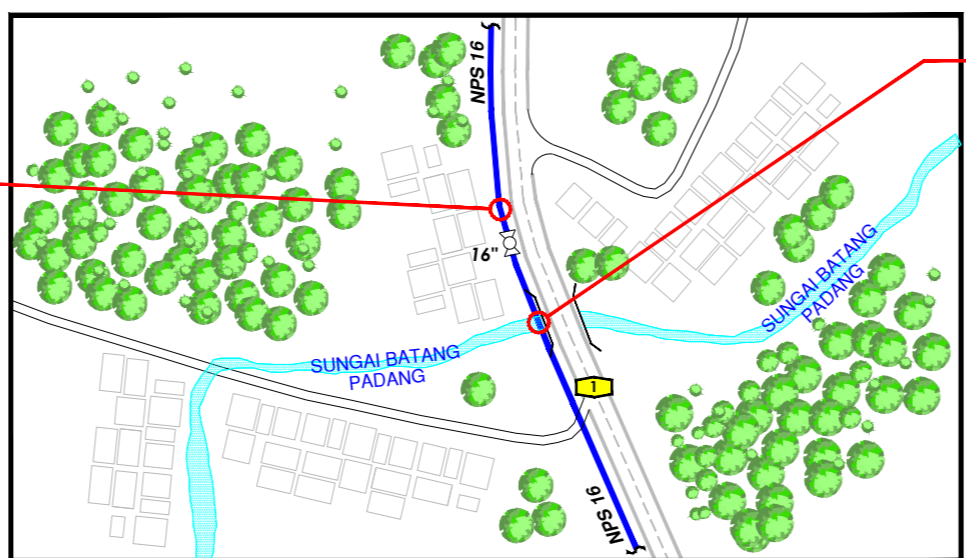 NPS 16
16"
SUNGAI BATANG
PADANG
SUNGAI BATANG
PADANG
1
NPS 16